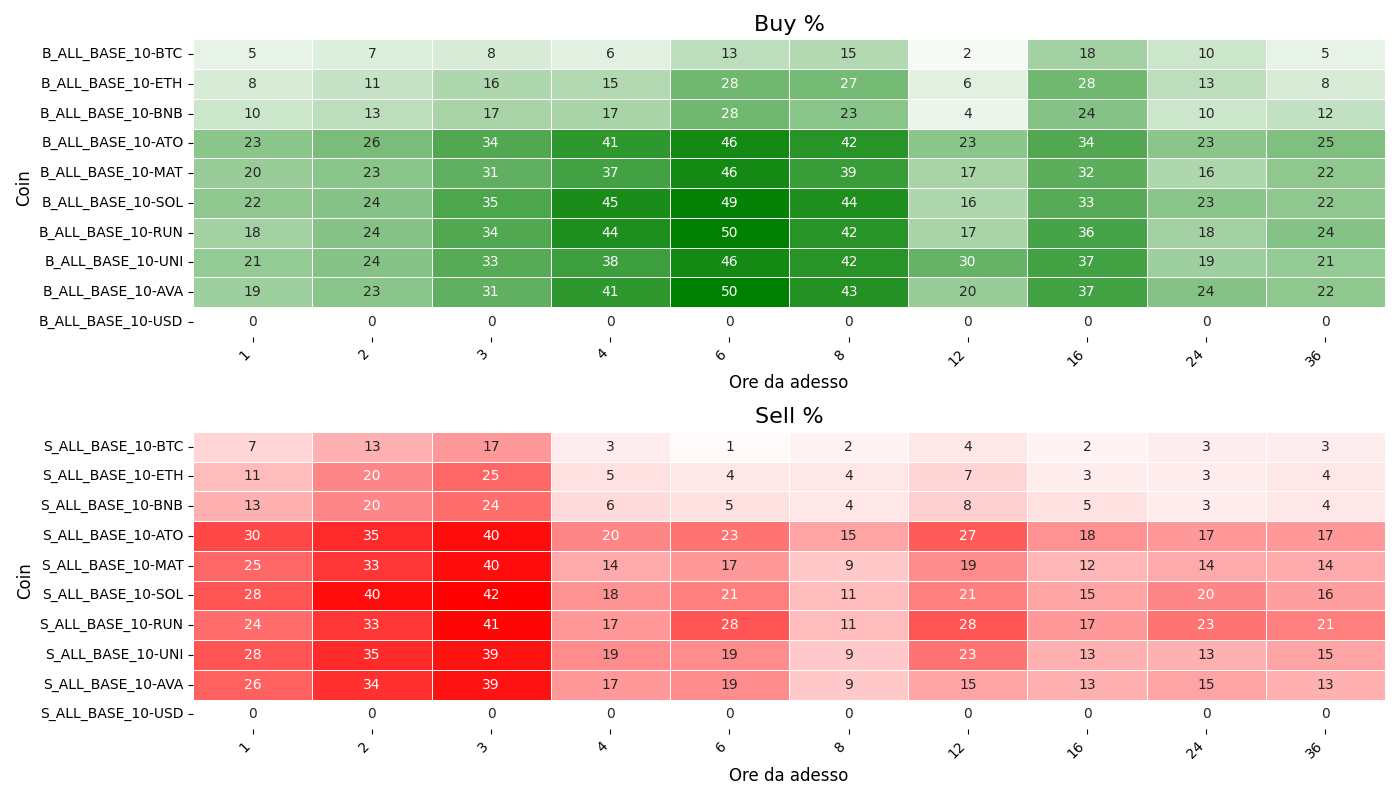 Buy %
Coin
B_ALL_BASE_10-BTC 5 7 8 6 13 15 2 18 10 5
B_ALL_BASE_10-ETH 8 11 16 15 28 27 6 28 13 8
B_ALL_BASE_10-BNB 10 13 17 17 28 23 4 24 10 12
B_ALL_BASE_10-ATO 23 26 34 41 46 42 23 34 23 25
B_ALL_BASE_10-MAT 20 23 31 37 46 39 17 32 16 22
B_ALL_BASE_10-SOL 22 24 35 45 49 44 16 33 23 22
B_ALL_BASE_10-RUN 18 24 34 44 50 42 17 36 18 24
B_ALL_BASE_10-UNI 21 24 33 38 46 42 30 37 19 21
B_ALL_BASE_10-AVA 19 23 31 41 50 43 20 37 24 22
B_ALL_BASE_10-USD 0 0 0 0 0 0 0 0 0 0
1 2 3 4 6 8 12 16 24 36
Ore da adesso
Sell %
Coin
S_ALL_BASE_10-BTC 7 13 17 3 1 2 4 2 3 3
S_ALL_BASE_10-ETH 11 20 25 5 4 4 7 3 3 4
S_ALL_BASE_10-BNB 13 20 24 6 5 4 8 5 3 4
S_ALL_BASE_10-ATO 30 35 40 20 23 15 27 18 17 17
S_ALL_BASE_10-MAT 25 33 40 14 17 9 19 12 14 14
S_ALL_BASE_10-SOL 28 40 42 18 21 11 21 15 20 16
S_ALL_BASE_10-RUN 24 33 41 17 28 11 28 17 23 21
S_ALL_BASE_10-UNI 28 35 39 19 19 9 23 13 13 15
S_ALL_BASE_10-AVA 26 34 39 17 19 9 15 13 15 13
S_ALL_BASE_10-USD 0 0 0 0 0 0 0 0 0 0
1 2 3 4 6 8 12 16 24 36
Ore da adesso